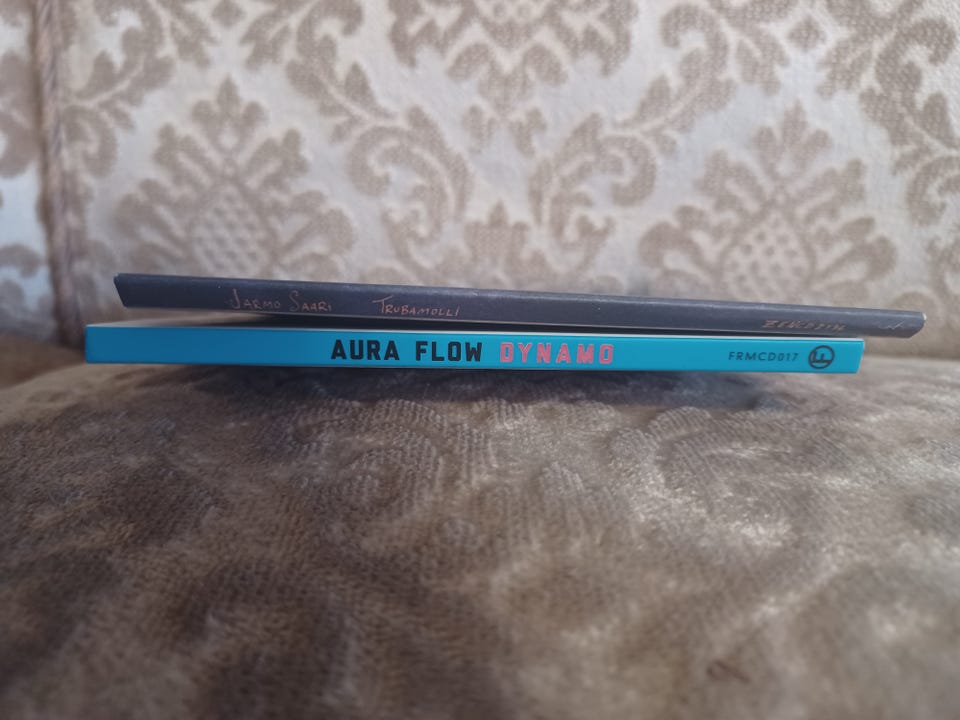 Jarmo Saari Trubamolli
AURA FLOW DYNAMO FRMCD017